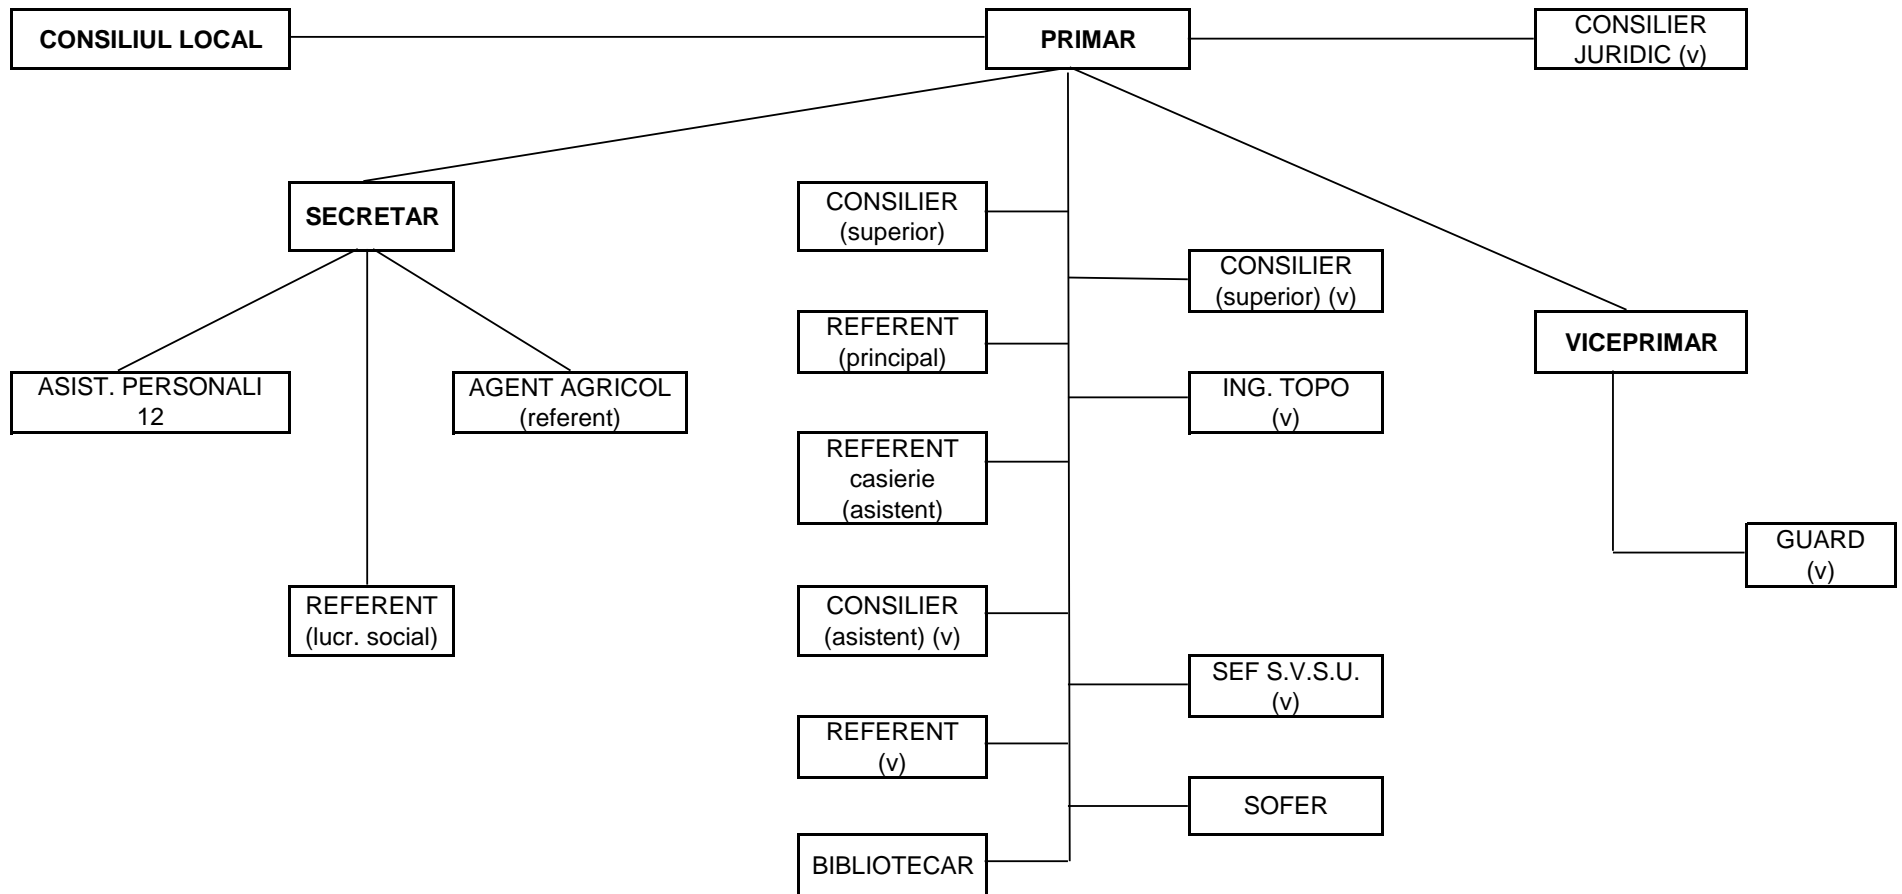 CONSILIUL LOCAL
PRIMAR
CONSILIER
JURIDIC (v)
SECRETAR
CONSILIER
(superior)
CONSILIER
(superior) (v)
REFERENT
(principal)
VICEPRIMAR
ASIST. PERSONALI
12
AGENT AGRICOL
(referent)
ING. TOPO
(v)
REFERENT
casierie
(asistent)
GUARD
(v)
REFERENT
(lucr. social)
CONSILIER
(asistent) (v)
SEF S.V.S.U.
(v)
REFERENT
(v)
SOFER
BIBLIOTECAR